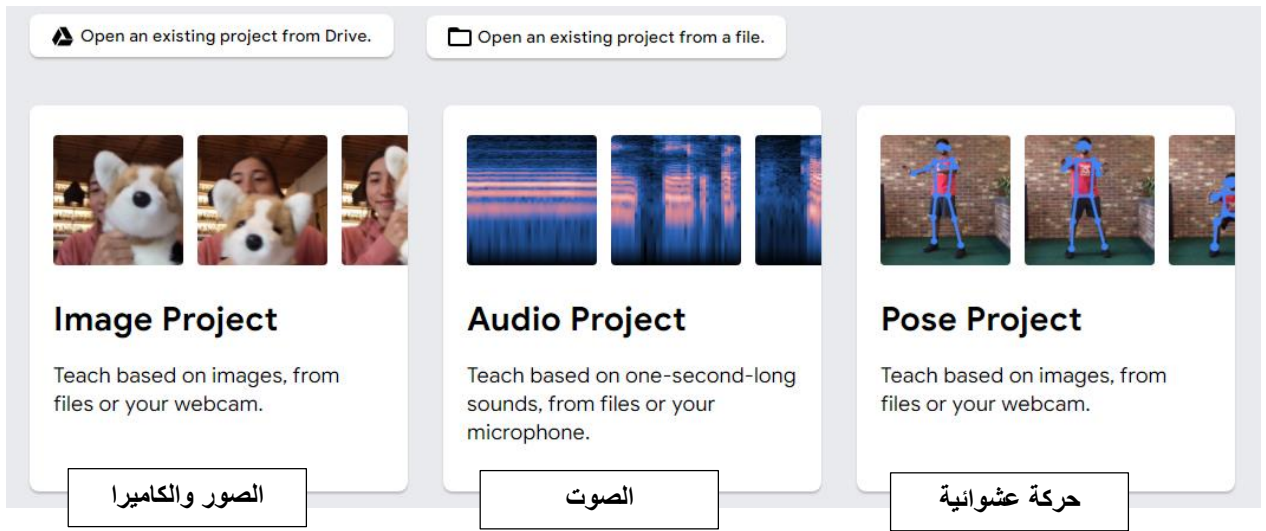 Open an existing project from Drive.
Open an existing project from a file.
Image Project
Teach based on images, from
files or your webcam.
الصور والكاميرا
Audio Project
Teach based on one-second-long
sounds, from files or your
microphone.
الصوت
Pose Project
Teach based on images, from
files or your webcam.
حركة عشوائية